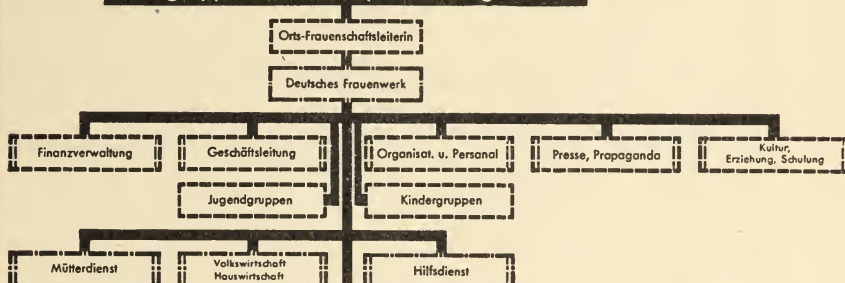 Orts-Frauenschaftsleiterin
Deutsches Frauenwerk
Finanzverwaltung
Geschäftsleitung
Organisat. u. Personal
Presse, Propaganda
Kultur,
Erziehung, Schulung
Jugendgruppen
Kindergruppen
Mütterdienst
Volkswirtschaft
Hauswirtschaft
Hilfsdienst